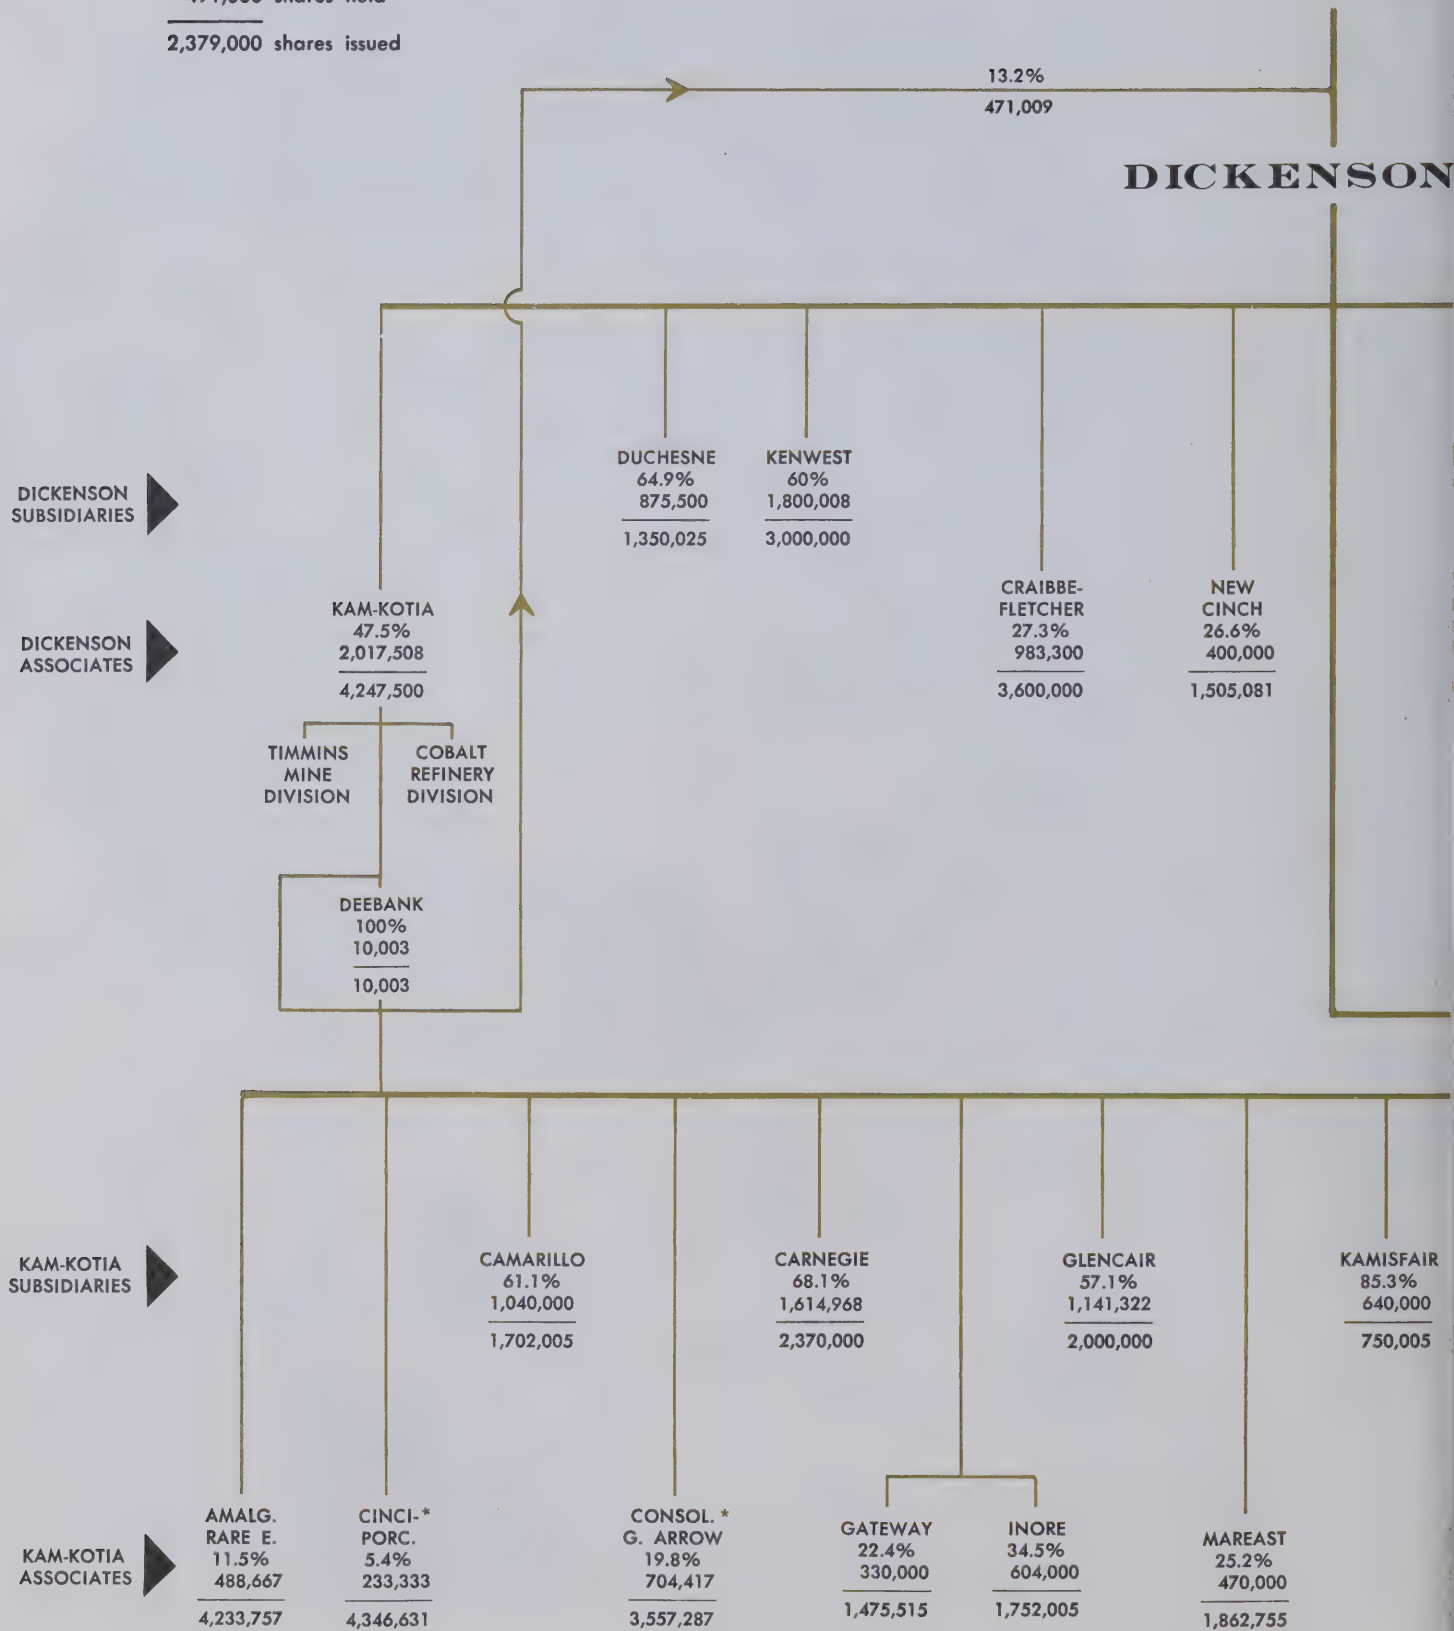 shares held
2,379,000 shares issued
13.2%
471,009
DICKENSON
DICKENSON
SUBSIDIARIES
DUCHESNE
64.9%
875,500
1,350,025
KENWEST
60%
1,800,008
3,000,000
DICKENSON
ASSOCIATES
KAM-KOTIA
47.5%
2,017,508
4,247,500
CRAIBBE-
FLETCHER
27.3%
983,300
3,600,000
NEW
CINCH
26.6%
400,000
1,505,081
TIMMINS
MINE
DIVISION
COBALT
REFINERY
DIVISION
DEEBANK
100%
10,003
10,003
KAM-KOTIA
SUBSIDIARIES
CAMARILLO
61.1%
1,040,000
1,702,005
CARNEGIE
68.1%
1,614,968
2,370,000
GLENCAIR
57.1%
1,141,322
2,000,000
KAMISFAIR
85.3%
640,000
750,005
KAM-KOTIA
ASSOCIATES
AMALG.
RARE E.
11.5%
488,667
4,233,757
CINCI-*
PORC.
5.4%
233,333
4,346,631
CONSOL. *
G. ARROW
19.8%
704,417
3,557,287
GATEWAY
22.4%
330,000
1,475,515
INORE
34.5%
604,000
1,752,005
MAREAST
25.2%
470,000
1,862,755